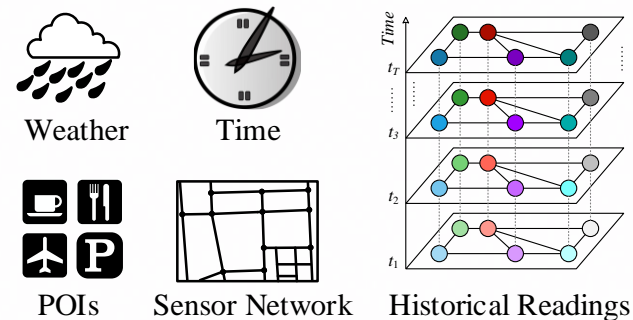 Weather
Time
POIs
P
Sensor Network
Time
t_T
t_3
t_2
t_1
Historical Readings